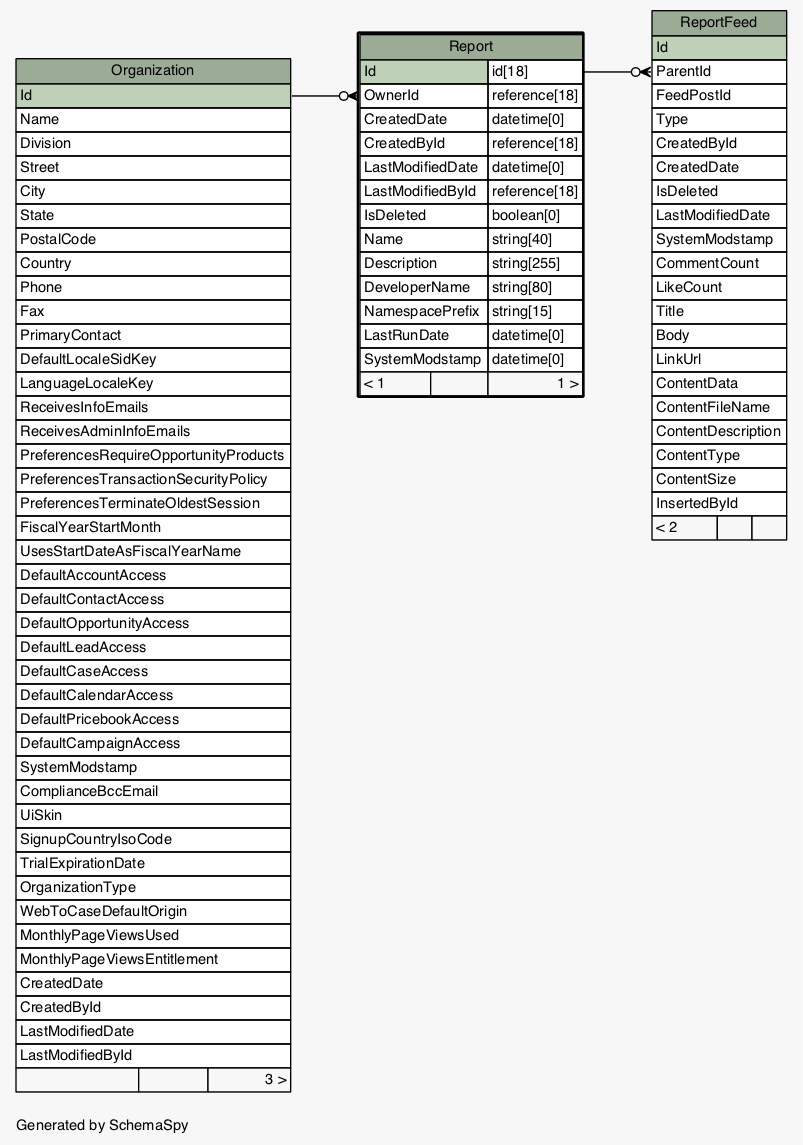 Organization
Id
Name
Division
Street
City
State
PostalCode
Country
Phone
Fax
PrimaryContact
DefaultLocaleSidKey
LanguageLocaleKey
ReceivesInfoEmails
ReceivesAdminInfoEmails
PreferencesRequireOpportunityProducts
PreferencesTransactionSecurityPolicy
PreferencesTerminateOldestSession
FiscalYearStartMonth
UsesStartDateAsFiscalYearName
DefaultAccountAccess
DefaultContactAccess
DefaultOpportunityAccess
DefaultLeadAccess
DefaultCaseAccess
DefaultCalendarAccess
DefaultPricebookAccess
DefaultCampaignAccess
SystemModstamp
ComplianceBccEmail
UiSkin
SignupCountryIsoCode
TrialExpirationDate
OrganizationType
WebToCaseDefaultOrigin
MonthlyPageViewsUsed
MonthlyPageViewsEntitlement
CreatedDate
CreatedById
LastModifiedDate
LastModifiedById
3 >
Report
Id id[18]
OwnerId reference[18]
CreatedDate datetime[0]
CreatedById reference[18]
LastModifiedDate datetime[0]
LastModifiedById reference[18]
IsDeleted boolean[0]
Name string[40]
Description string[255]
DeveloperName string[80]
NamespacePrefix string[15]
LastRunDate datetime[0]
SystemModstamp datetime[0]
< 1 1 >
ReportFeed
Id
ParentId
FeedPostId
Type
CreatedById
CreatedDate
IsDeleted
LastModifiedDate
SystemModstamp
CommentCount
LikeCount
Title
Body
LinkUrl
ContentData
ContentFileName
ContentDescription
ContentType
ContentSize
InsertedById
< 2
Generated by SchemaSpy